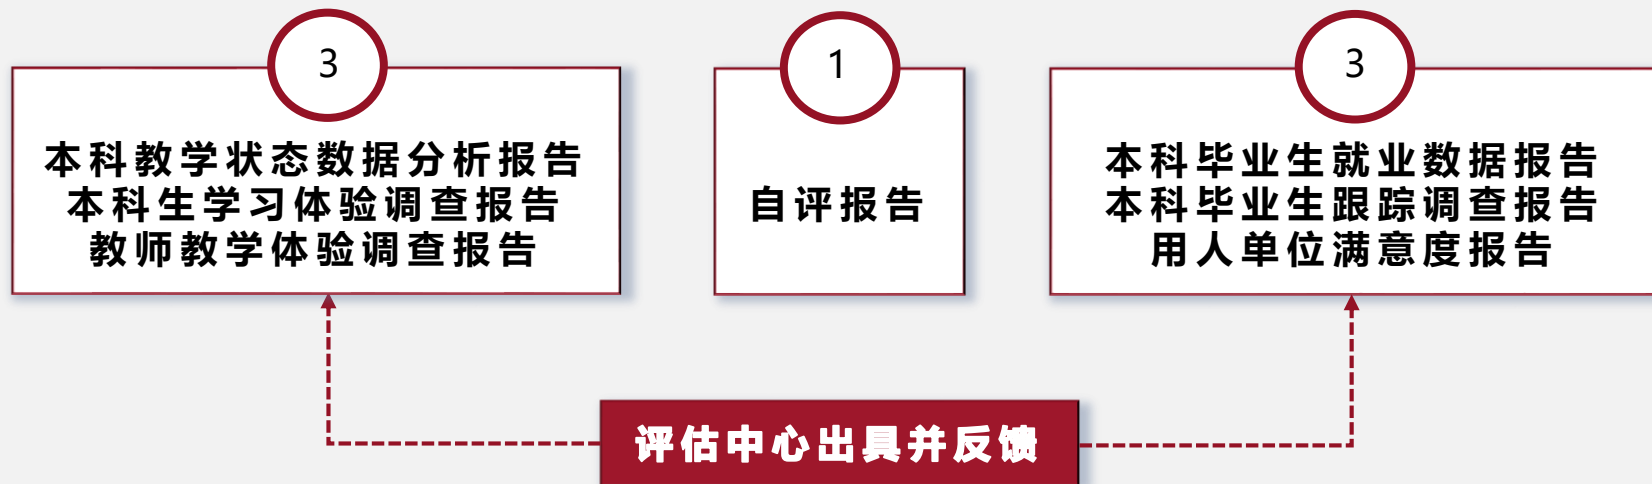 3
本科教学状态数据分析报告
本科生学习体验调查报告
教师教学体验调查报告
1
自评报告
3
本科毕业生就业数据报告
本科毕业生跟踪调查报告
用人单位满意度报告
评估中心出具并反馈